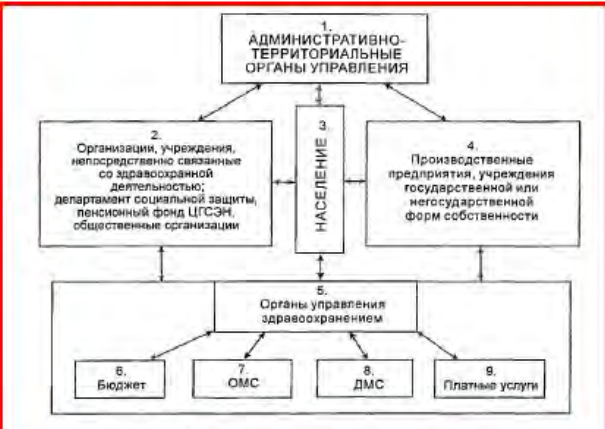 1.
АДМИНИСТРАТИВНО-
ТЕРРИТОРИАЛЬНЫЕ
ОРГАНЫ УПРАВЛЕНИЯ
2.
Организации, учреждения,
непосредственно связанные
со здравоохранной
деятельностью;
департамент социальной защиты,
пенсионный фонд ЦГСЭН,
общественные организации
3.
НАСЕЛЕНИЕ
4.
Производственные
предприятия, учреждения
государственной или
негосударственной
форм собственности
5.
Органы управления
здравоохранением
6.
Бюджет
7.
ОМС
8.
ДМС
9.
Платные услуги